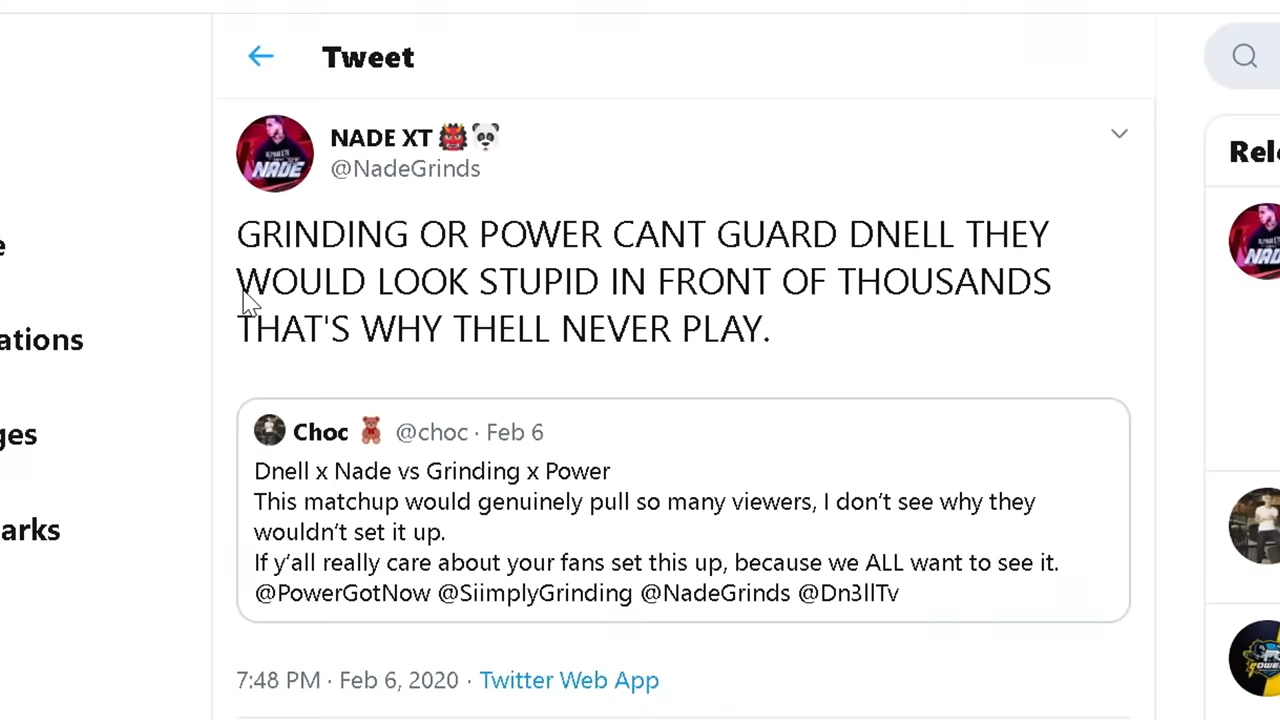 Tweet
NADE XT👹🐼
@NadeGrinds
GRINDING OR POWER CANT GUARD DNELL THEY
WOULD LOOK STUPID IN FRONT OF THOUSANDS
THAT'S WHY THELL NEVER PLAY.
Choc 🧸 @choc · Feb 6
Dnell x Nade vs Grinding x Power
This matchup would genuinely pull so many viewers, I don’t see why they
wouldn’t set it up.
If y’all really care about your fans set this up, because we ALL want to see it.
@PowerGotNow @SiimplyGrinding @NadeGrinds @Dn3llTv
7:48 PM · Feb 6, 2020 · Twitter Web App
e
ations
ges
arks
Rele
NADE